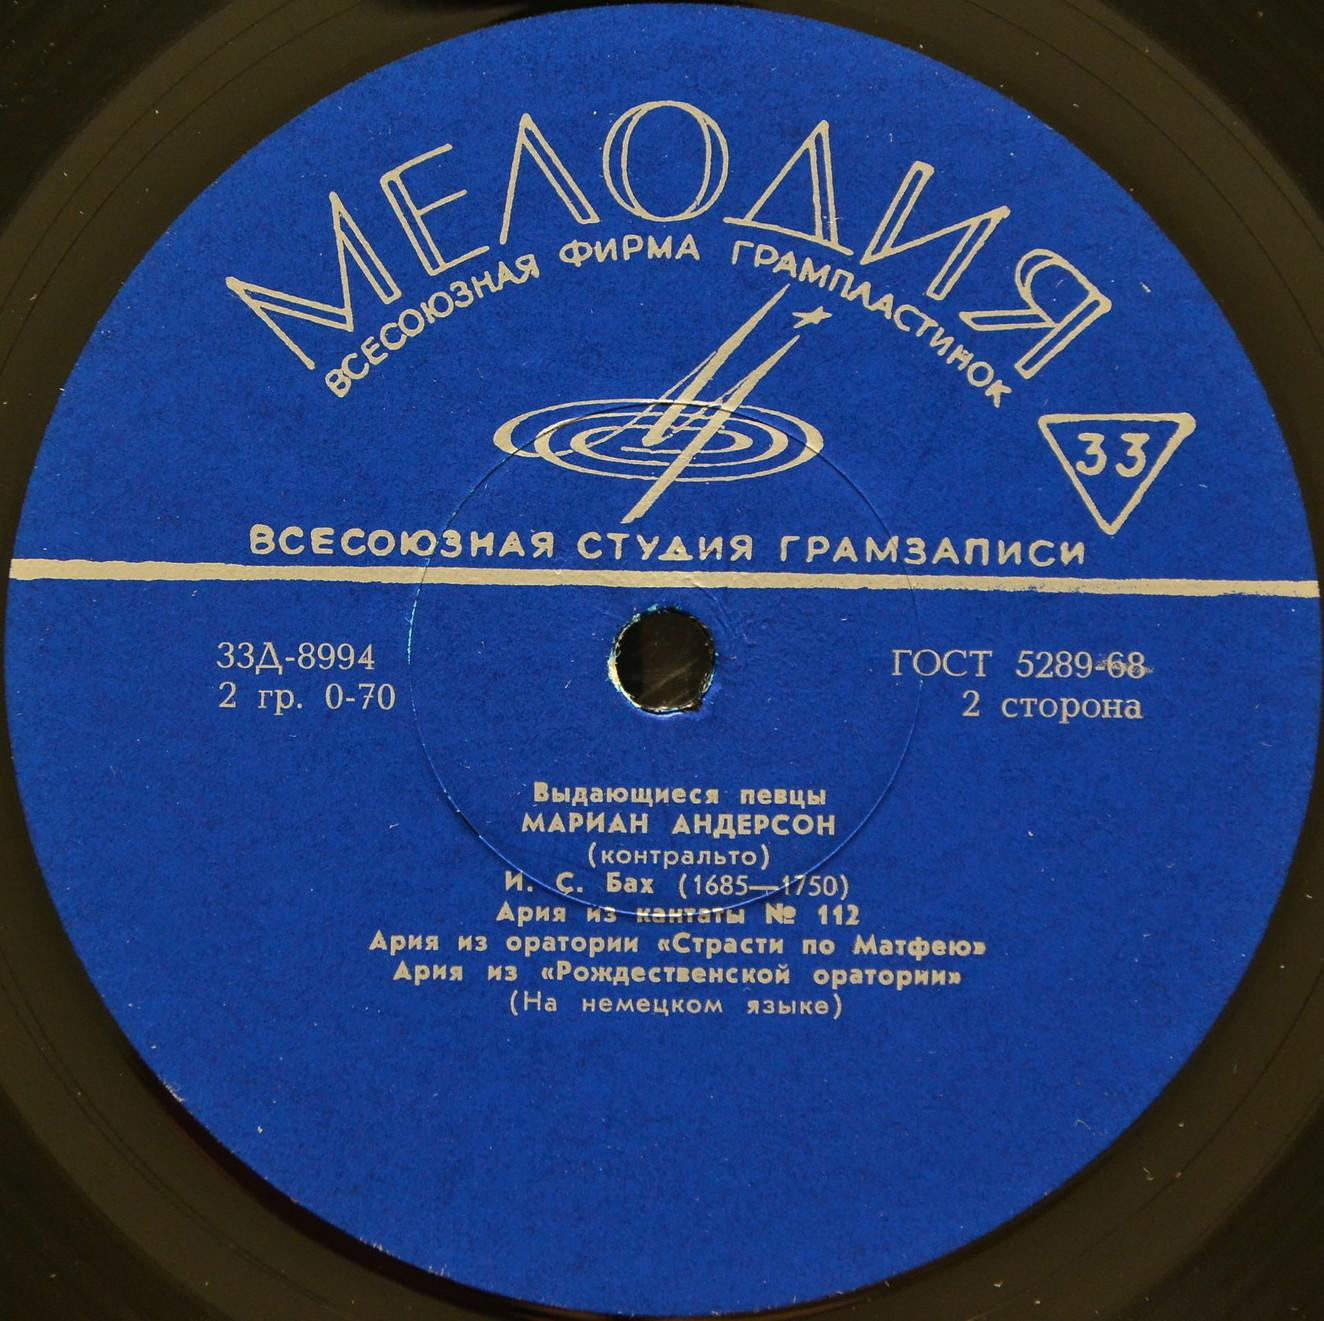 МЕЛОДИЯ
ВСЕСОЮЗНАЯ ФИРМА ГРАМПЛАСТИНОК
33
ВСЕСОЮЗНАЯ СТУДИЯ ГРАМЗАПИСИ
33Д-8994
2 гр. 0-70
ГОСТ 5289-68
2 сторона
Выдающиеся певцы
МАРИАН АНДЕРСОН
(контральто)
И. С. Бах (1685—1750)
Ария из кантаты № 112
Ария из оратории «Страсти по Матфею»
Ария из «Рождественской оратории»
(На немецком языке)